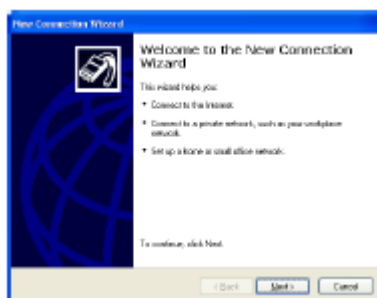 New Connection Wizard
Welcome to the New Connection
Wizard
This wizard helps you:
• Connect to the Internet.
• Connect to a private network, such as your workplace
network.
• Set up a home or small office network.
To continue, click Next.
< Back
Next >
Cancel